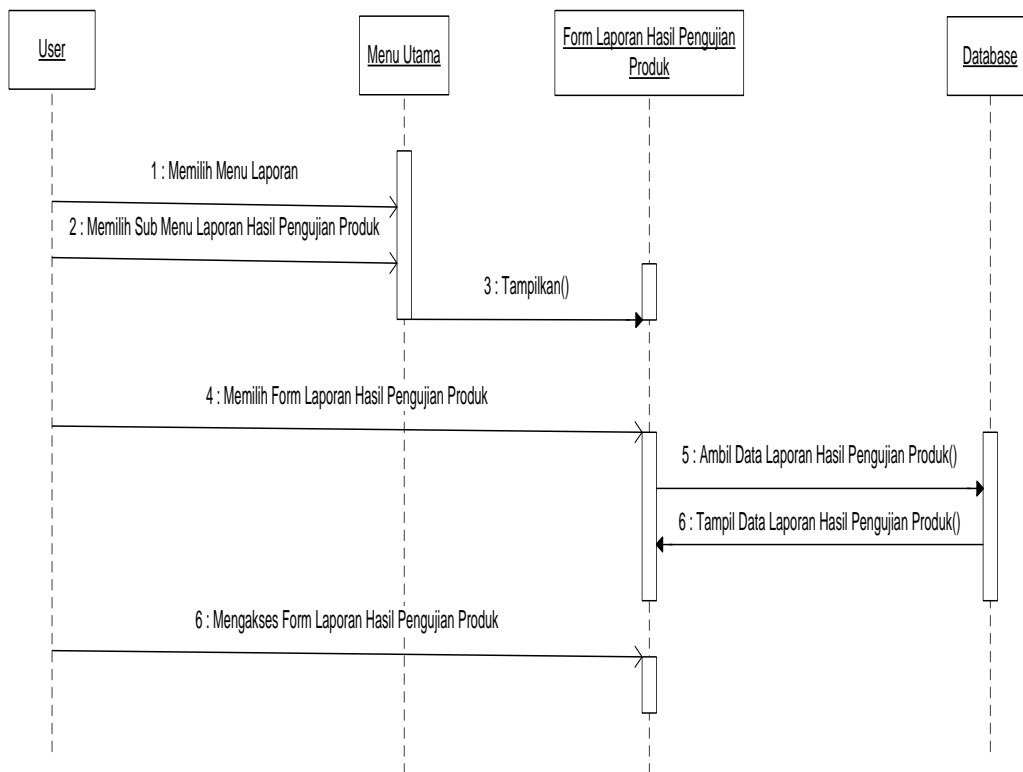 User
Menu Utama
Form Laporan Hasil Pengujian
Produk
Database
1 : Memilih Menu Laporan
2 : Memilih Sub Menu Laporan Hasil Pengujian Produk
3 : Tampilkan()
4 : Memilih Form Laporan Hasil Pengujian Produk
5 : Ambil Data Laporan Hasil Pengujian Produk()
6 : Tampil Data Laporan Hasil Pengujian Produk()
6 : Mengakses Form Laporan Hasil Pengujian Produk